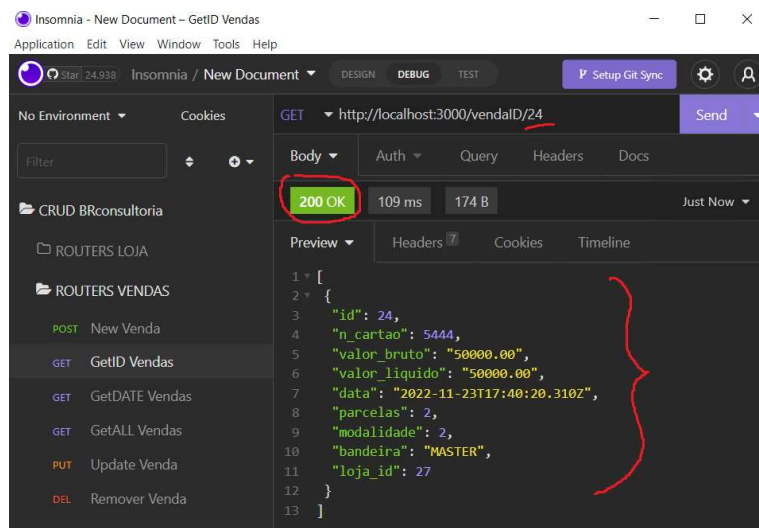 Insomnia - New Document – GetID Vendas
Application Edit View Window Tools Help
Star 24.938 Insomnia / New Document DESIGN DEBUG TEST Setup Git Sync
No Environment Cookies
GET http://localhost:3000/vendaID/24 Send
Filter
Body Auth Query Headers Docs
200 OK 109 ms 174 B Just Now
CRUD BRconsultoria
Preview Headers 7 Cookies Timeline
ROUTERS LOJA
ROUTERS VENDAS
POST New Venda
GET GetID Vendas
GET GetDATE Vendas
GET GetALL Vendas
PUT Update Venda
DEL Remover Venda
1 [
2 {
3 "id": 24,
4 "n_cartao": 5444,
5 "valor_bruto": "50000.00",
6 "valor_liquido": "50000.00",
7 "data": "2022-11-23T17:40:20.310Z",
8 "parcelas": 2,
9 "modalidade": 2,
10 "bandeira": "MASTER",
11 "loja_id": 27
12 }
13 ]